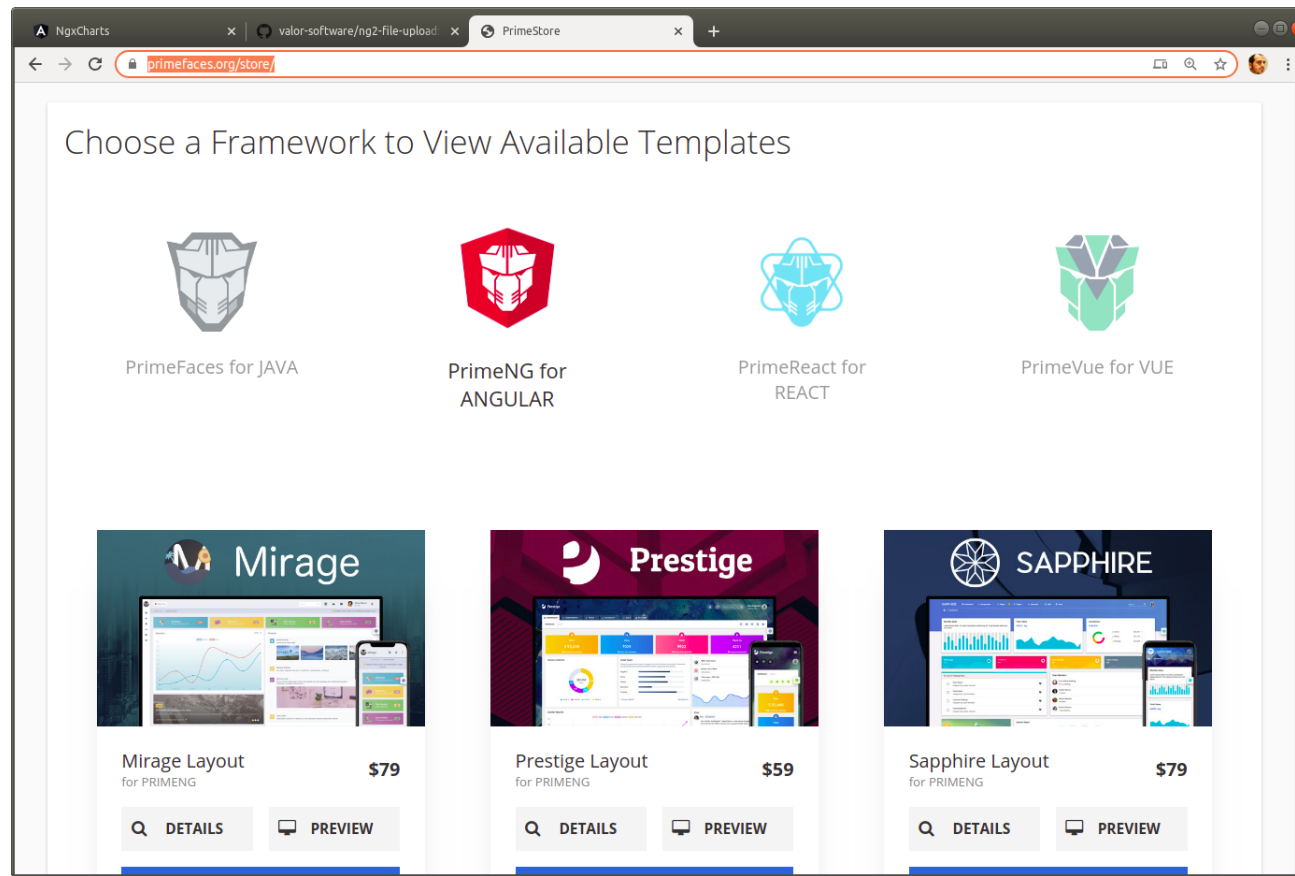 NgxCharts
valor-software/ng2-file-upload:
PrimeStore
primefaces.org/store/
Choose a Framework to View Available Templates
PrimeFaces for JAVA
PrimeNG for
ANGULAR
PrimeReact for
REACT
PrimeVue for VUE
Mirage
Prestige
SAPPHIRE
Mirage Layout
$79
for PRIMENG
DETAILS
PREVIEW
Prestige Layout
$59
for PRIMENG
DETAILS
PREVIEW
Sapphire Layout
$79
for PRIMENG
DETAILS
PREVIEW